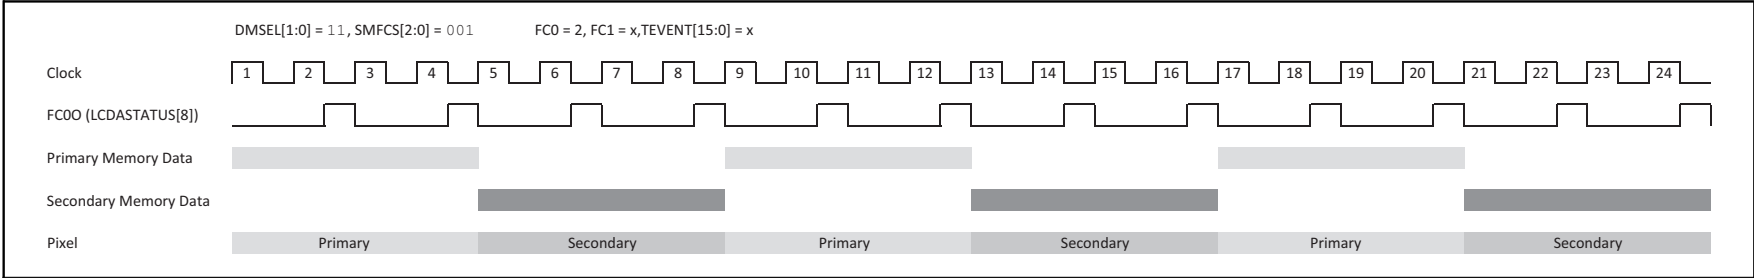 DMSEL[1:0] = 11, SMFCS[2:0] = 001 FC0 = 2, FC1 = x,TEVENT[15:0] = x
Clock 1 2 3 4 5 6 7 8 9 10 11 12 13 14 15 16 17 18 19 20 21 22 23 24
FC0O (LCDASTATUS[8])
Primary Memory Data
Secondary Memory Data
Pixel Primary Secondary Primary Secondary Primary Secondary